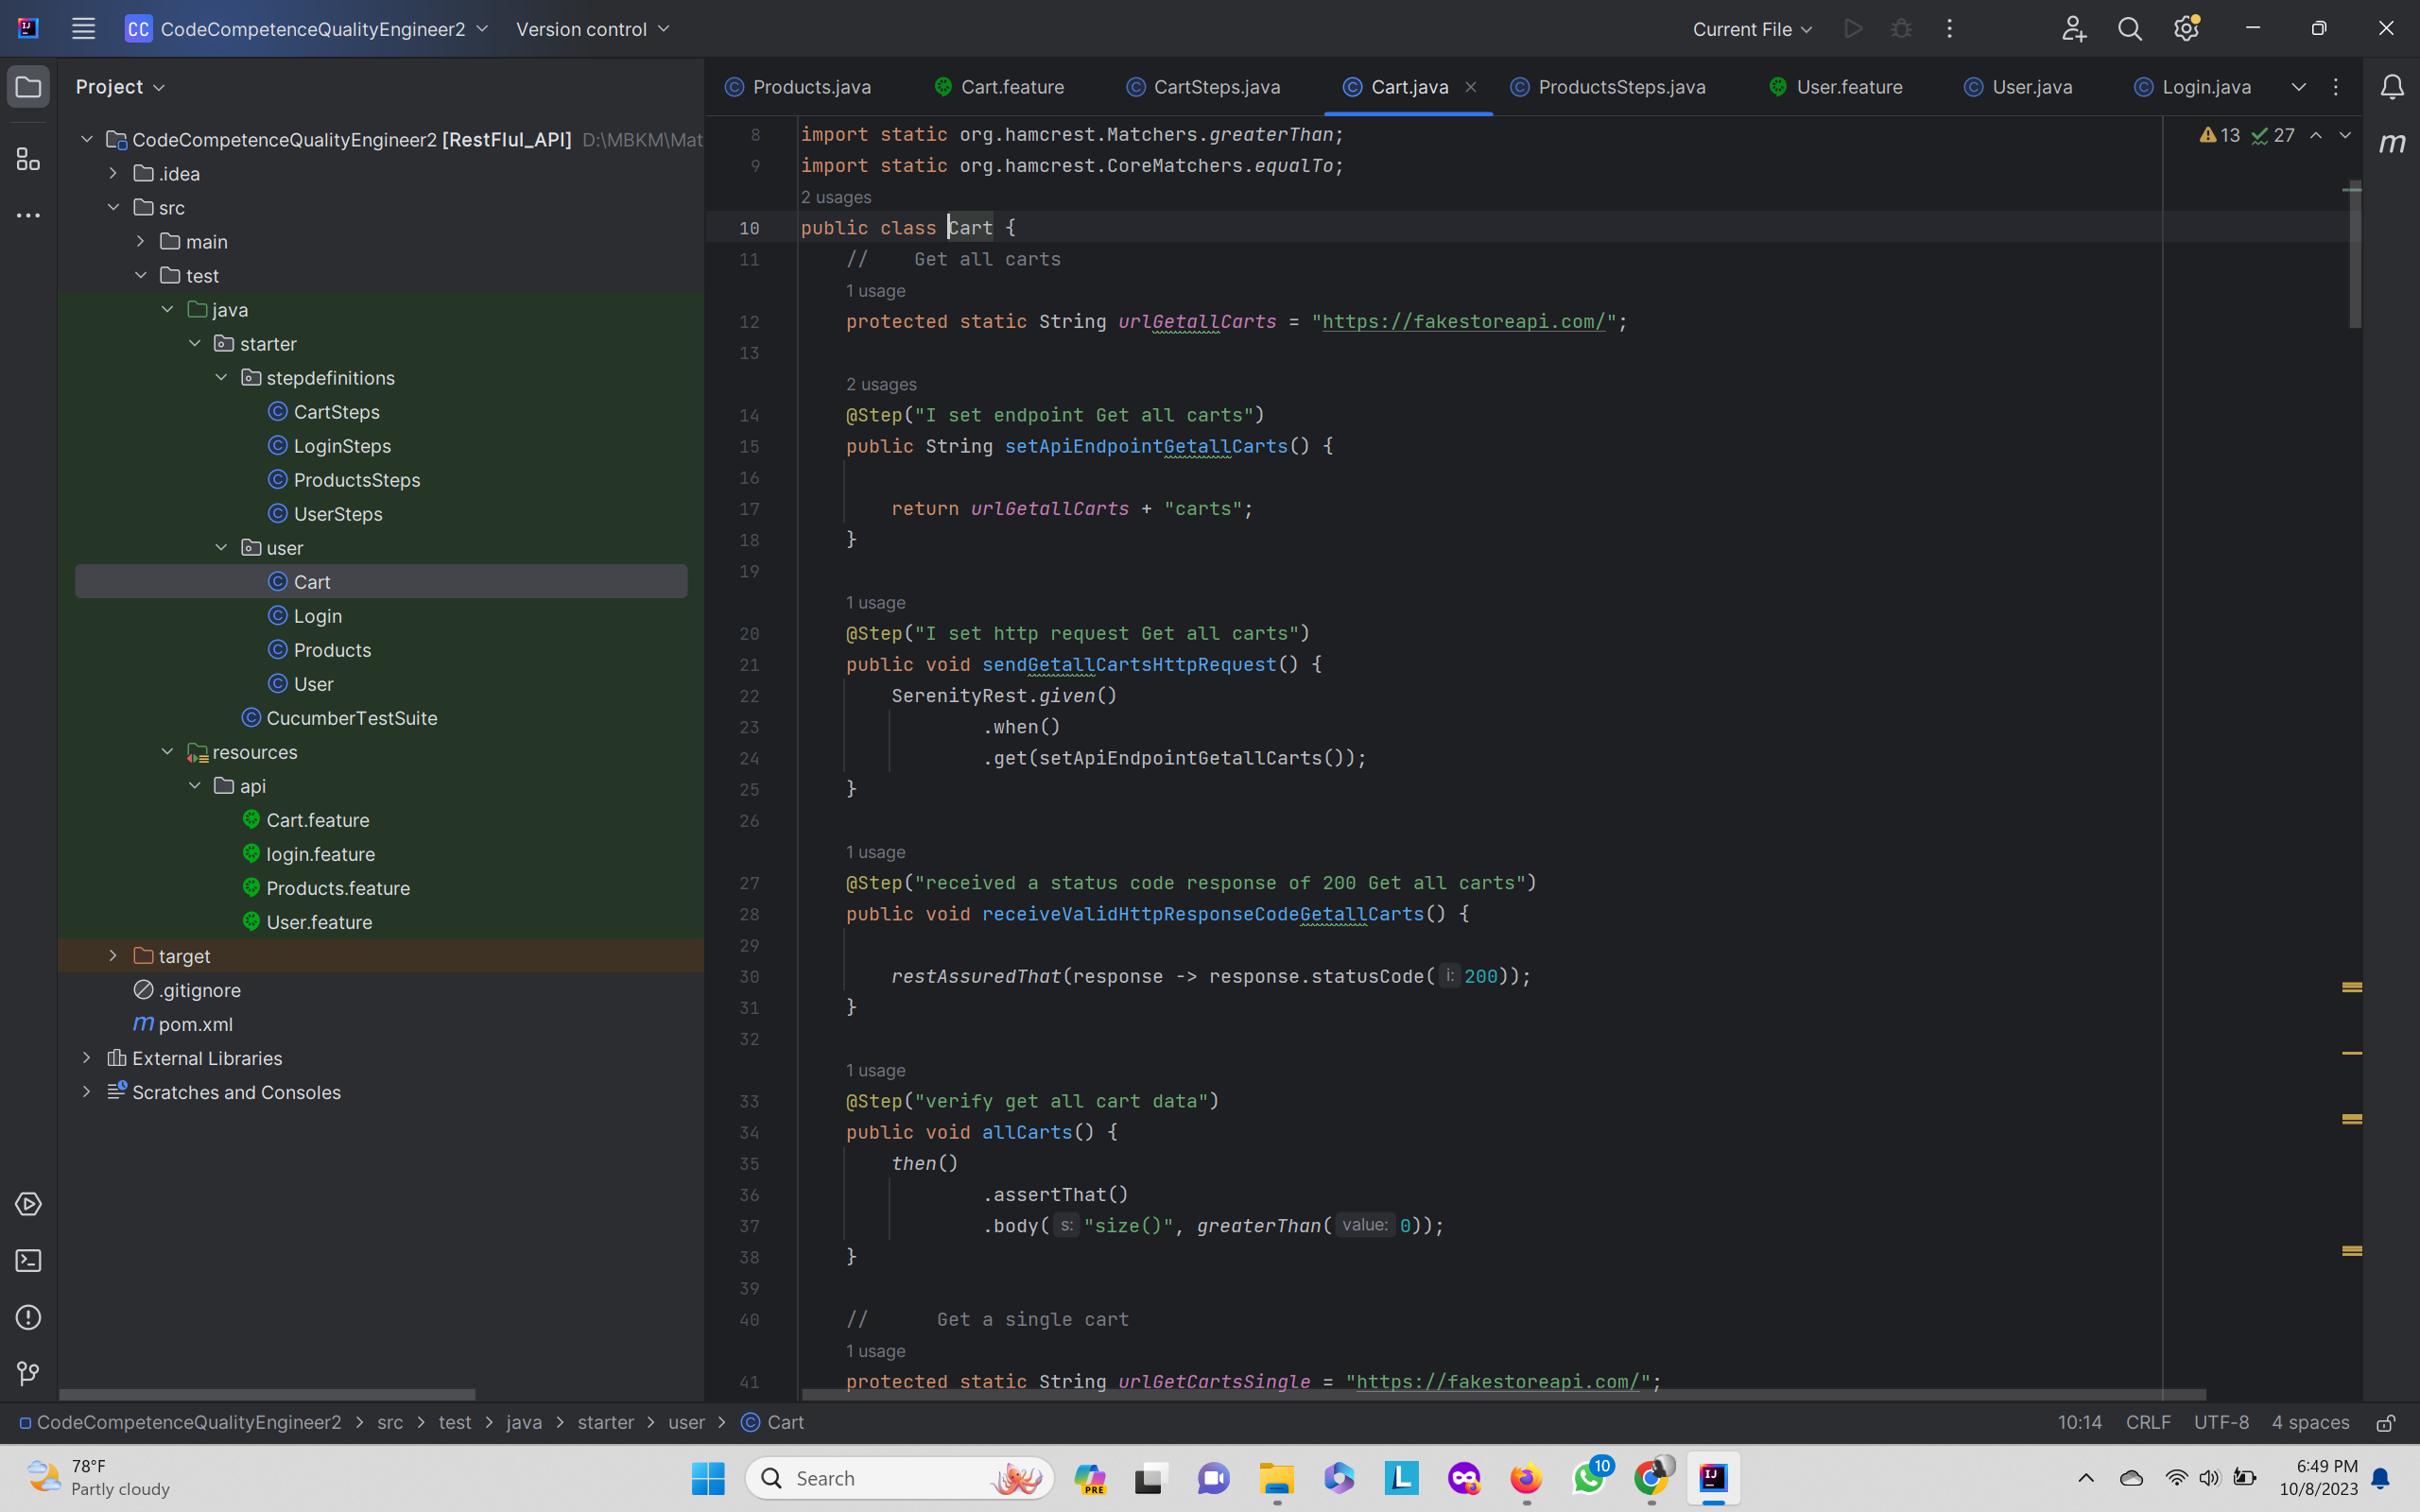 CC CodeCompetenceQualityEngineer2 Version control Current File
Project
Products.java Cart.feature CartSteps.java Cart.java ProductsSteps.java User.feature User.java Login.java
CodeCompetenceQualityEngineer2 [RestFlul_API] D:\MBKM\Mat
.idea
src
main
test
java
starter
stepdefinitions
CartSteps
LoginSteps
ProductsSteps
UserSteps
user
Cart
Login
Products
User
CucumberTestSuite
resources
api
Cart.feature
login.feature
Products.feature
User.feature
target
.gitignore
m pom.xml
External Libraries
Scratches and Consoles
13 27
m
8 import static org.hamcrest.Matchers.greaterThan;
9 import static org.hamcrest.CoreMatchers.equalTo;
2 usages
10 public class Cart {
11 // Get all carts
1 usage
12 protected static String urlGetallCarts = "https://fakestoreapi.com/";
13
2 usages
14 @Step("I set endpoint Get all carts")
15 public String setApiEndpointGetallCarts() {
16
17 return urlGetallCarts + "carts";
18 }
19
1 usage
20 @Step("I set http request Get all carts")
21 public void sendGetallCartsHttpRequest() {
22 SerenityRest.given()
23 .when()
24 .get(setApiEndpointGetallCarts());
25 }
26
1 usage
27 @Step("received a status code response of 200 Get all carts")
28 public void receiveValidHttpResponseCodeGetallCarts() {
29
30 restAssuredThat(response -> response.statusCode( i: 200));
31 }
32
1 usage
33 @Step("verify get all cart data")
34 public void allCarts() {
35 then()
36 .assertThat()
37 .body( s: "size()", greaterThan( value: 0));
38 }
39
40 // Get a single cart
1 usage
41 protected static String urlGetCartsSingle = "https://fakestoreapi.com/";
CodeCompetenceQualityEngineer2 > src > test > java > starter > user > Cart
10:14 CRLF UTF-8 4 spaces
78°F
Partly cloudy
Search
PRE
L
10
IJ
6:49 PM
10/8/2023